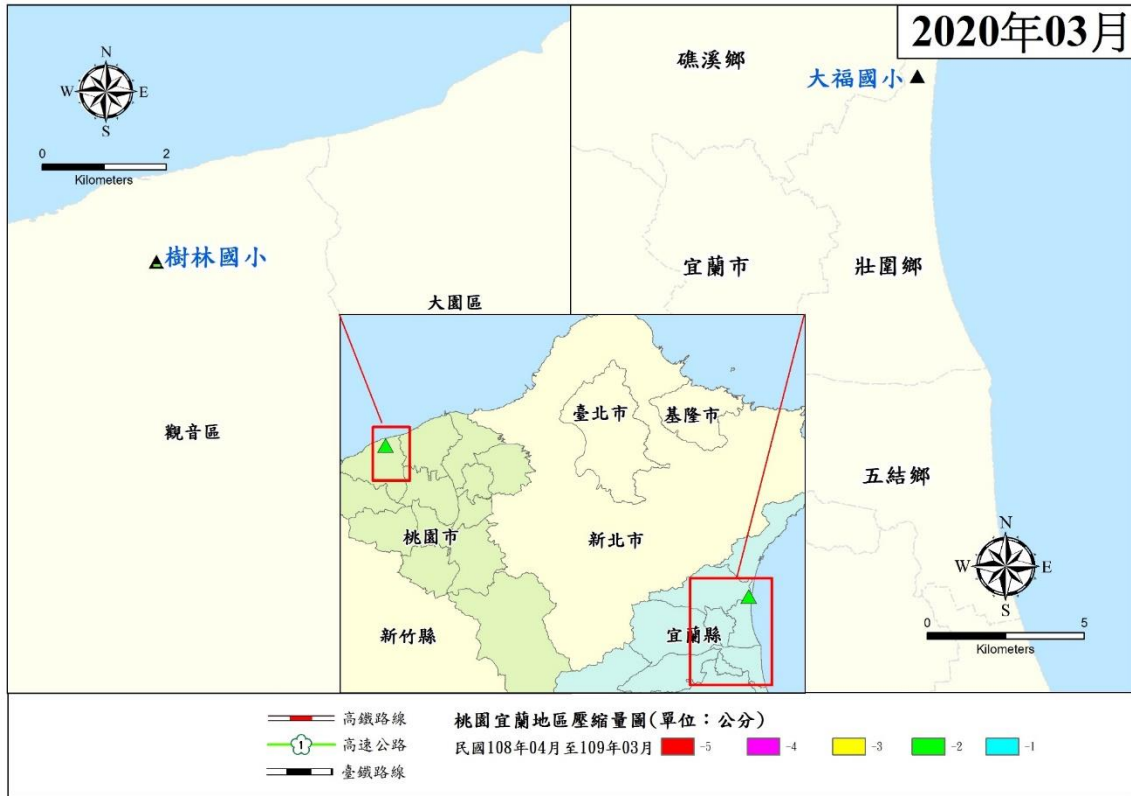 2020年03月
N
W E
S
0 2
Kilometers
樹林國小
大園區
觀音區
礁溪鄉
大福國小
宜蘭市
壯圍鄉
五結鄉
N
W E
S
0 5
Kilometers
臺北市
基隆市
桃園市
新北市
新竹縣
宜蘭縣
高鐵路線
1 高速公路
臺鐵路線
桃園宜蘭地區壓縮量圖(單位：公分)
民國108年04月至109年03月 -5 -4 -3 -2 -1